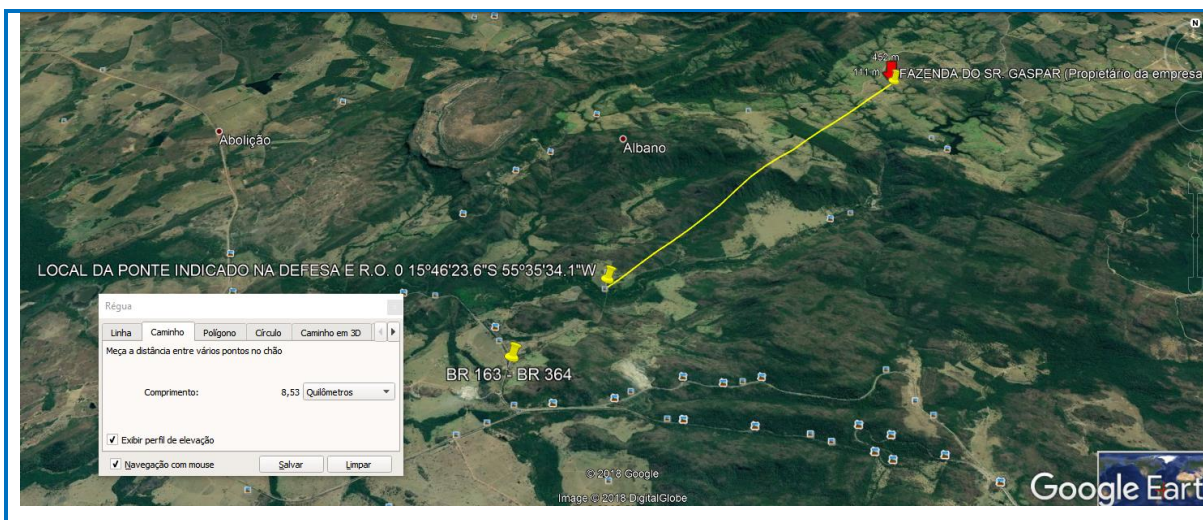 N
492 m
111 m
FAZENDA DO SR. GASPAR (Propietário da empresa
Abolição
Albano
LOCAL DA PONTE INDICADO NA DEFESA E R.O. 0 15º46'23.6"S 55º35'34.1"W
Régua
Linha Caminho Polígono Círculo Caminho em 3D
Meça a distância entre vários pontos no chão
Comprimento: 8,53 Quilômetros
Exibir perfil de elevação
Navegação com mouse Salvar Limpar
BR 163 - BR 364
© 2018 Google
Image © 2018 DigitalGlobe
Google Eart